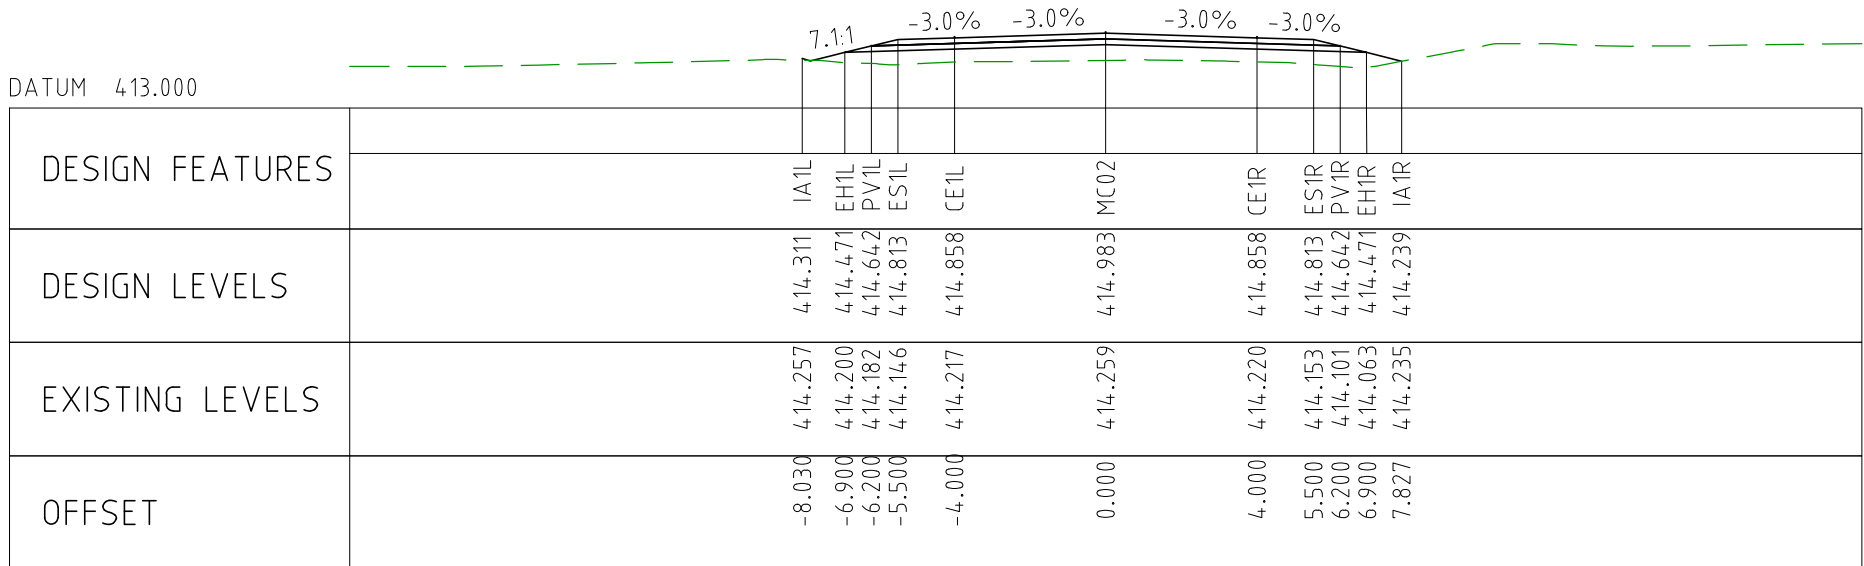 7.1:1 -3.0% -3.0% -3.0% -3.0%
DATUM 413.000
DESIGN FEATURES IA1L EH1L PV1L ES1L CE1L MC02 CE1R ES1R PV1R EH1R IA1R
DESIGN LEVELS 414.311 414.471 414.642 414.813 414.858 414.983 414.858 414.813 414.642 414.471 414.239
EXISTING LEVELS 414.257 414.200 414.182 414.146 414.217 414.259 414.220 414.153 414.101 414.063 414.235
OFFSET -8.030 -6.900 -6.200 -5.500 -4.000 0.000 4.000 5.500 6.200 6.900 7.827